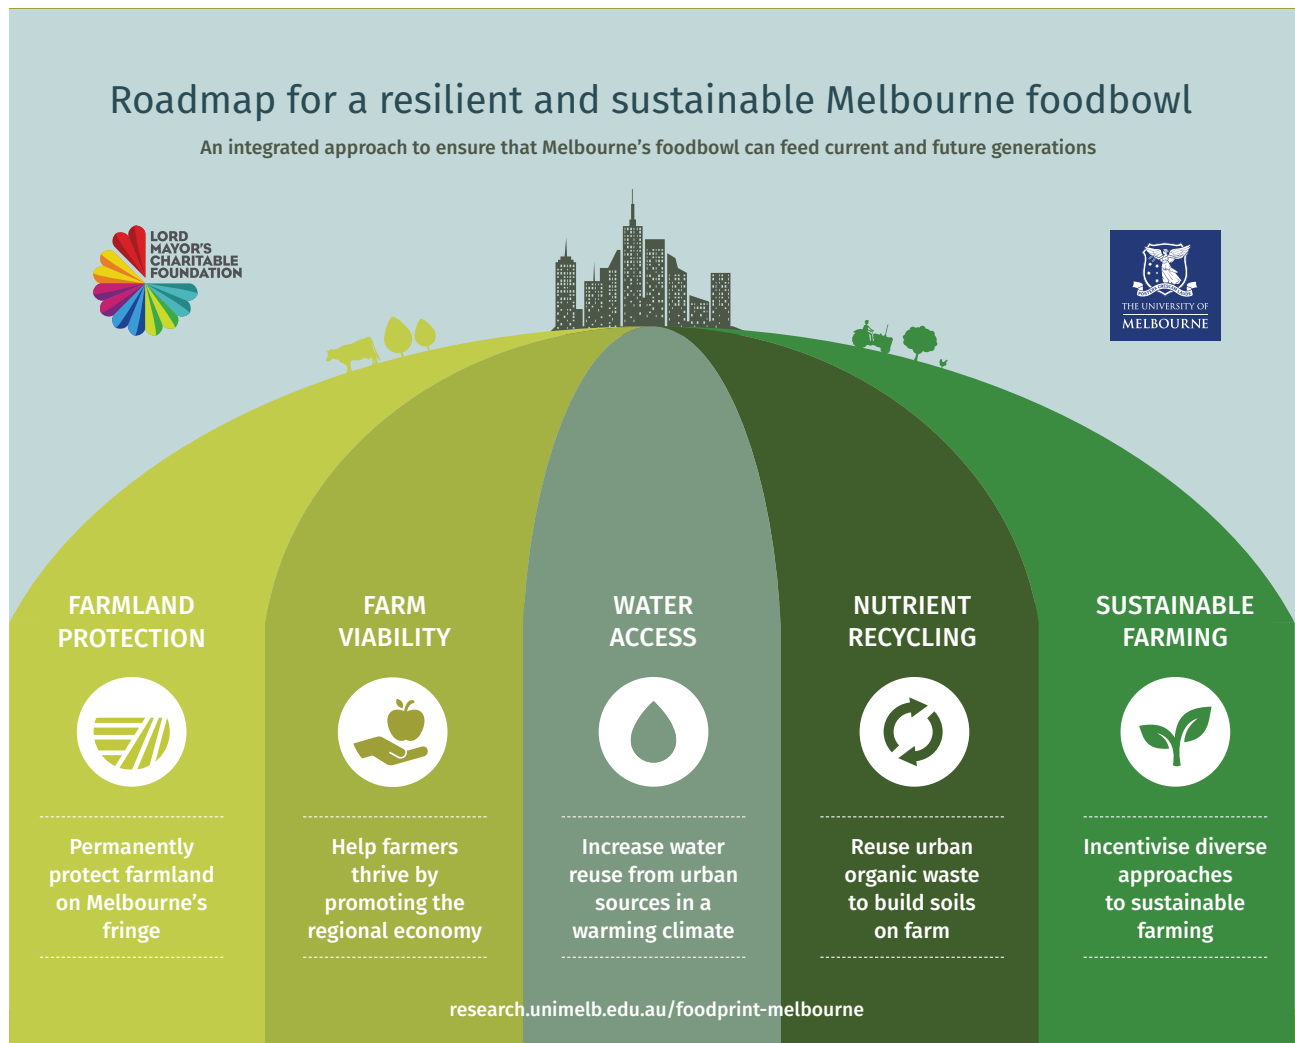 Roadmap for a resilient and sustainable Melbourne foodbowl
An integrated approach to ensure that Melbourne's foodbowl can feed current and future generations
LORD
MAYOR'S
CHARITABLE
FOUNDATION
THE UNIVERSITY OF
MELBOURNE
FARMLAND
PROTECTION
Permanently
protect farmland
on Melbourne's
fringe
FARM
VIABILITY
Help farmers
thrive by
promoting the
regional economy
WATER
ACCESS
Increase water
reuse from urban
sources in a
warming climate
NUTRIENT
RECYCLING
Reuse urban
organic waste
to build soils
on farm
SUSTAINABLE
FARMING
Incentivise diverse
approaches
to sustainable
farming
research.unimelb.edu.au/foodprint-melbourne